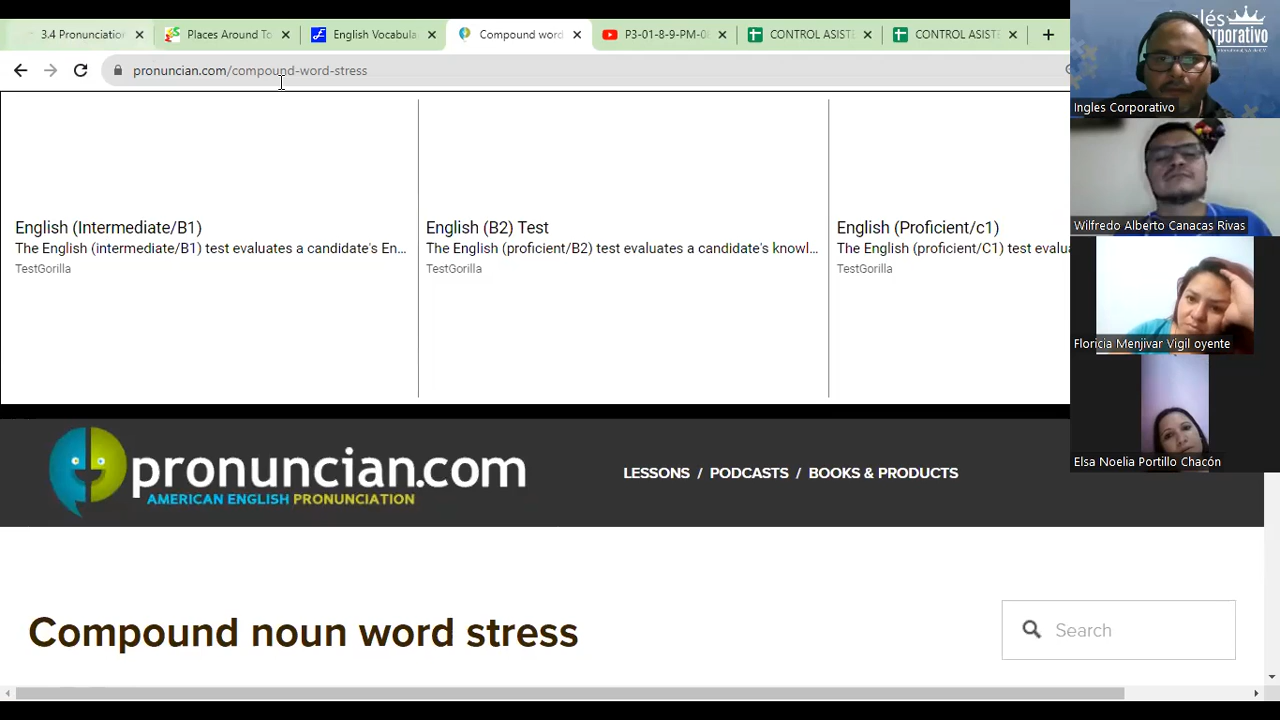 3.4 Pronunciation
Places Around To
English Vocabula
Compound word
P3-01-8-9-PM-0
CONTROL ASIST
CONTROL ASIST
pronuncian.com/compound-word-stress
English (Intermediate/B1)
The English (intermediate/B1) test evaluates a candidate's En...
TestGorilla
English (B2) Test
The English (proficient/B2) test evaluates a candidate's knowl...
TestGorilla
English (Proficient/c1)
The English (proficient/C1) test evalu
TestGorilla
pronuncian.com
AMERICAN ENGLISH PRONUNCIATION
LESSONS / PODCASTS / BOOKS & PRODUCTS
Compound noun word stress
Search
Inglés
Corporativo
Ingles Corporativo
Wilfredo Alberto Canacas Rivas
Floricia Menjivar Vigil oyente
Elsa Noelia Portillo Chacón